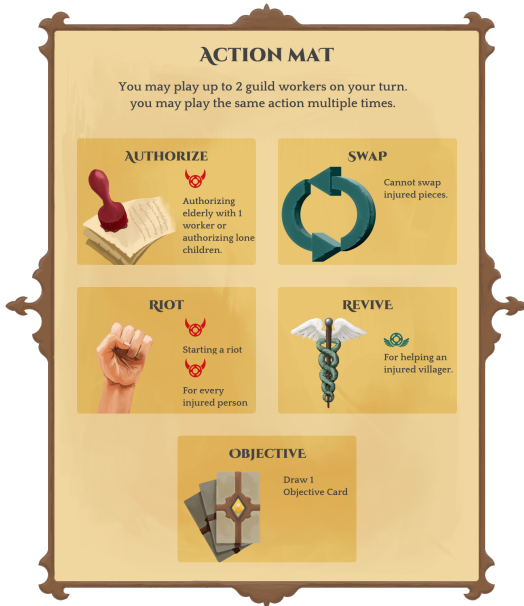 ACTION MAT
You may play up to 2 guild workers on your turn.
you may play the same action multiple times.
AUTHORIZE
Authorizing
elderly with 1
worker or
authorizing lone
children.
SWAP
Cannot swap
injured pieces.
RIOT
Starting a riot
For every
injured person
REVIVE
For helping an
injured villager.
OBJECTIVE
Draw 1
Objective Card